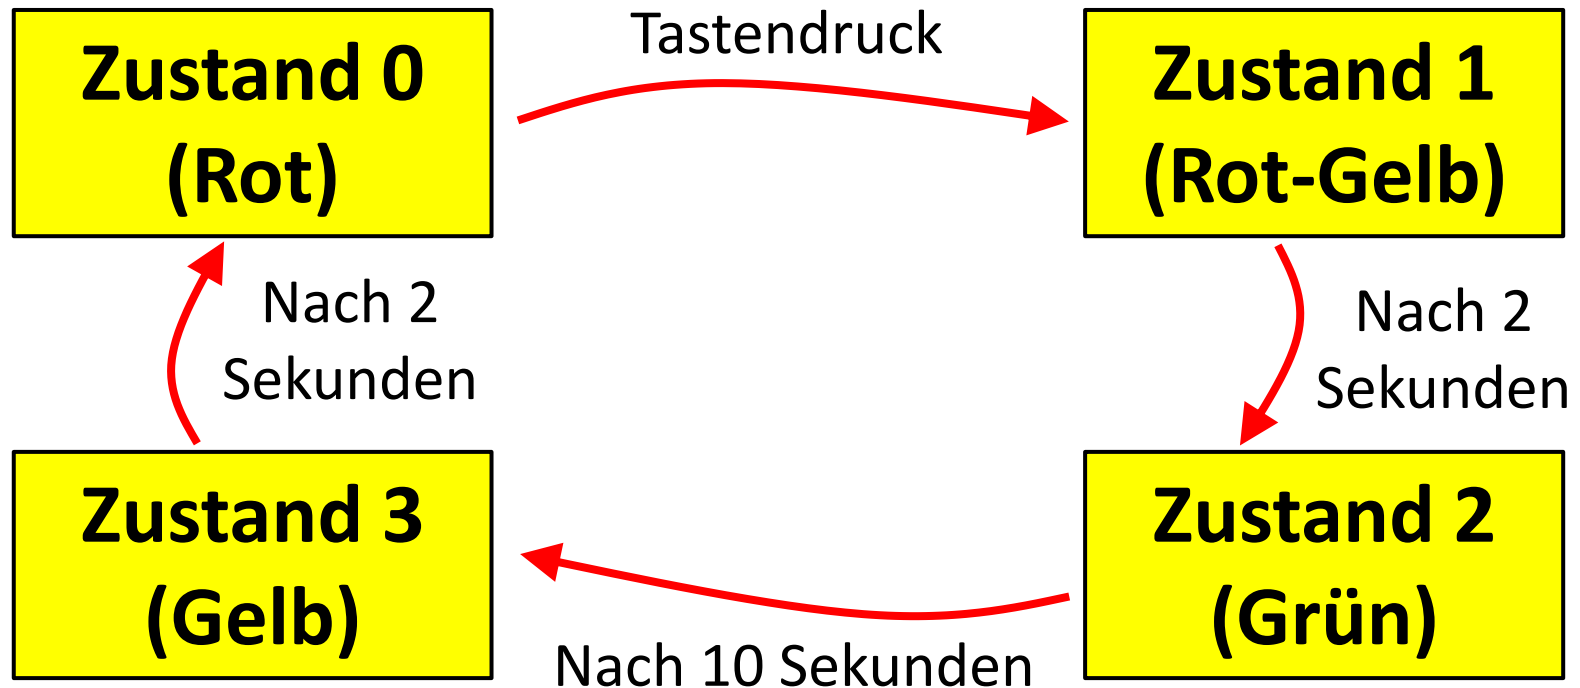 Zustand 0
(Rot)
Tastendruck
Zustand 1
(Rot-Gelb)
Nach 2
Sekunden
Nach 2
Sekunden
Zustand 3
(Gelb)
Nach 10 Sekunden
Zustand 2
(Grün)